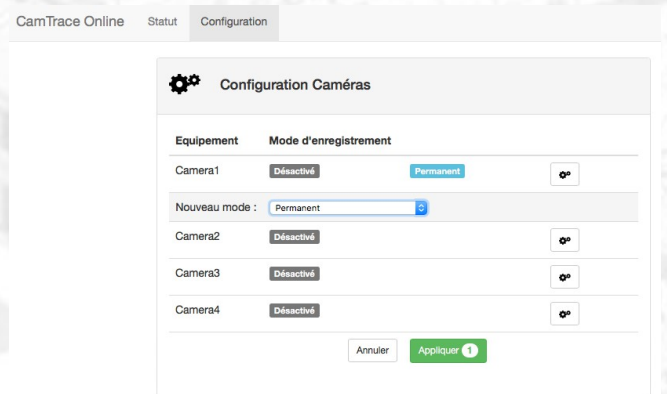 CamTrace Online Statut Configuration
Configuration Caméras
Equipement Mode d'enregistrement
Camera1 Désactivé Permanent
Nouveau mode : Permanent
Camera2 Désactivé
Camera3 Désactivé
Camera4 Désactivé
Annuler Appliquer 1